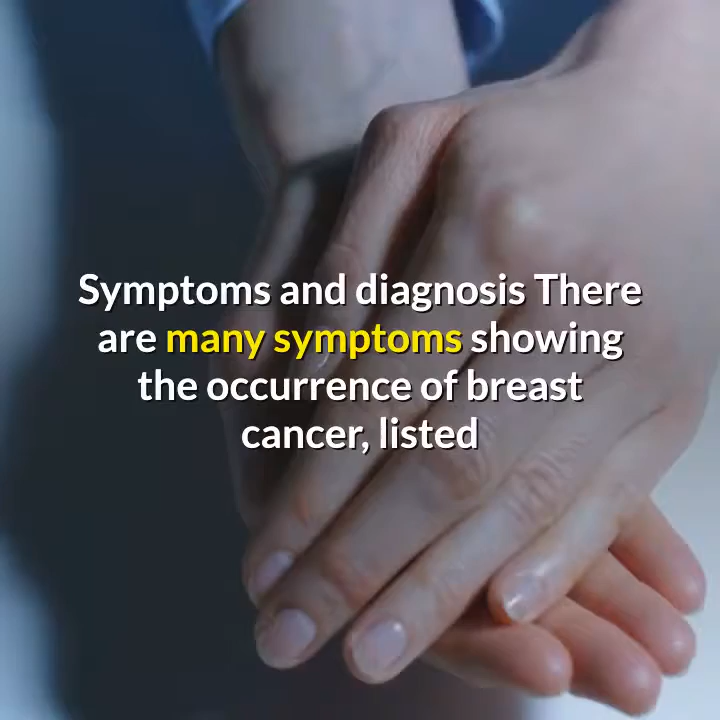 Symptoms and diagnosis There
are many symptoms showing
the occurrence of breast
cancer, listed